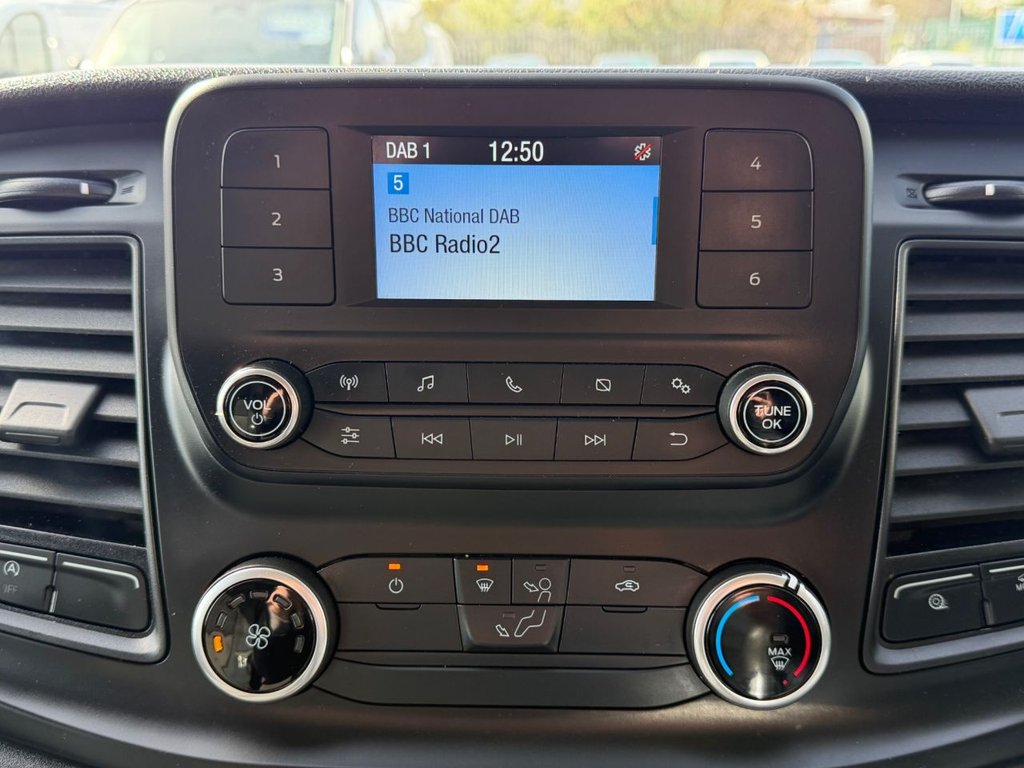 DAB 1 12:50
5
BBC National DAB
BBC Radio2
1
2
3
4
5
6
VOL
TUNE
OK
OFF
MAX